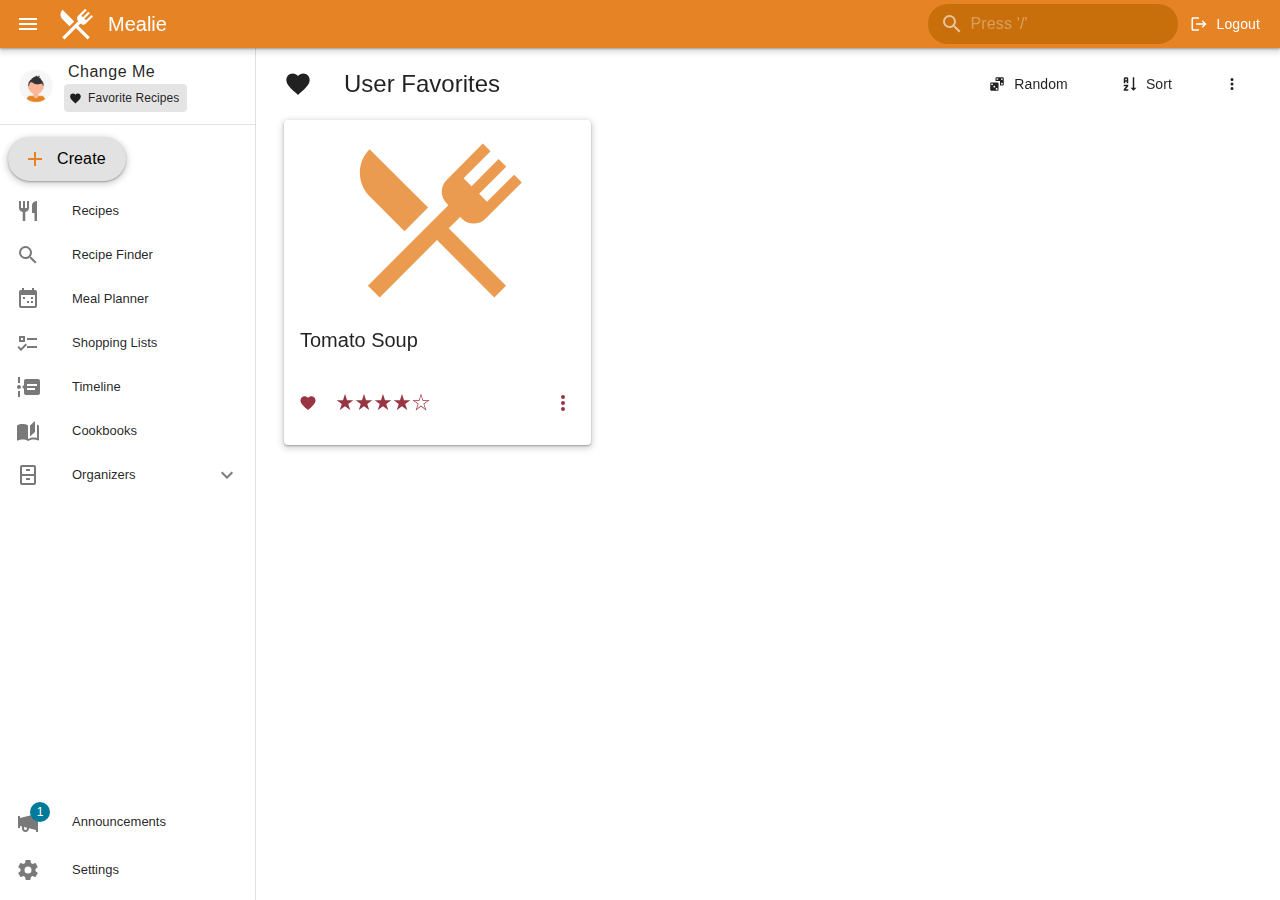 Mealie
Press '/'
Logout
Change Me
Favorite Recipes
User Favorites
Random
Sort
Create
Recipes
Recipe Finder
Meal Planner
Shopping Lists
Timeline
Cookbooks
Organizers
Tomato Soup
1
Announcements
Settings